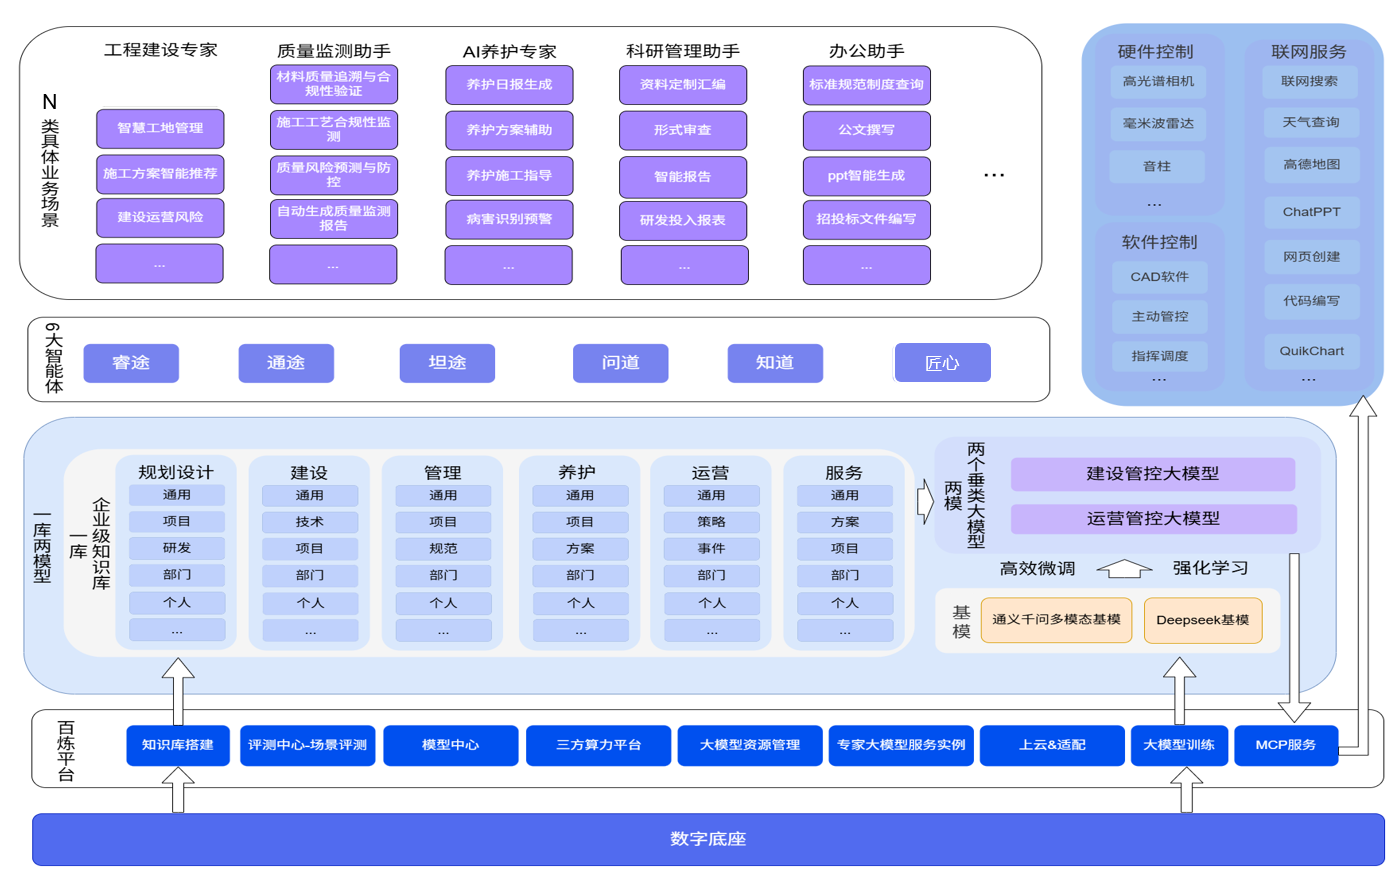 N
类具体业务场景
工程建设专家
智慧工地管理
施工方案智能推荐
建设运营风险
...
质量监测助手
材料质量追溯与合
规性验证
施工工艺合规性监
测
质量风险预测与防
控
自动生成质量监测
报告
...
AI养护专家
养护日报生成
养护方案辅助
养护施工指导
病害识别预警
...
科研管理助手
资料定制汇编
形式审查
智能报告
研发投入报表
...
办公助手
标准规范制度查询
公文撰写
ppt智能生成
招投标文件编写
...
...
硬件控制
高光谱相机
毫米波雷达
音柱
...
软件控制
CAD软件
主动管控
指挥调度
...
联网服务
联网搜索
天气查询
高德地图
ChatPPT
网页创建
代码编写
QuikChart
...
6大智能体
睿途
通途
坦途
问道
知道
匠心
一库两模型
一库
企业级知识库
规划设计
通用
项目
研发
部门
个人
...
建设
通用
技术
项目
部门
个人
...
管理
通用
项目
规范
部门
个人
...
养护
通用
项目
方案
部门
个人
...
运营
通用
策略
事件
部门
个人
...
服务
通用
方案
项目
部门
个人
...
两模
两个垂类大模型
建设管控大模型
运营管控大模型
高效微调
强化学习
基模
通义千问多模态基模
Deepseek基模
百炼平台
知识库搭建
评测中心-场景评测
模型中心
三方算力平台
大模型资源管理
专家大模型服务实例
上云&适配
大模型训练
MCP服务
数字底座